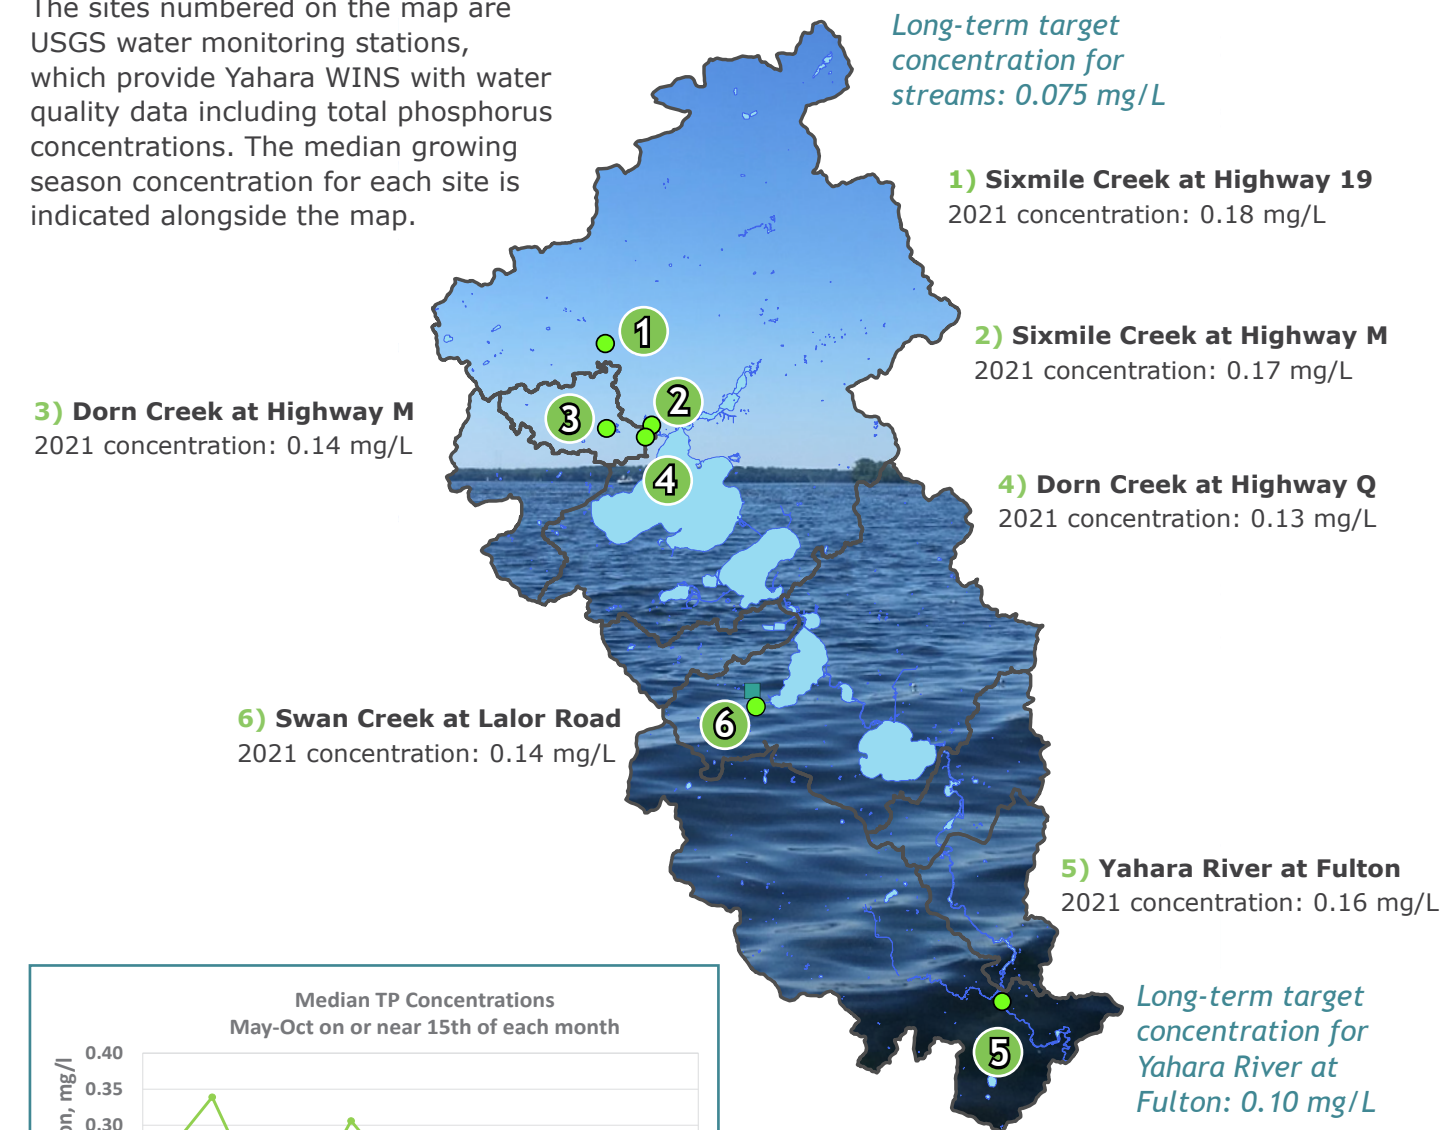 The sites numbered on the map are
USGS water monitoring stations,
which provide Yahara WINS with water
quality data including total phosphorus
concentrations. The median growing
season concentration for each site is
indicated alongside the map.
Long-term target
concentration for
streams: 0.075 mg/L
1) Sixmile Creek at Highway 19
2021 concentration: 0.18 mg/L
2) Sixmile Creek at Highway M
2021 concentration: 0.17 mg/L
3) Dorn Creek at Highway M
2021 concentration: 0.14 mg/L
4) Dorn Creek at Highway Q
2021 concentration: 0.13 mg/L
6) Swan Creek at Lalor Road
2021 concentration: 0.14 mg/L
5) Yahara River at Fulton
2021 concentration: 0.16 mg/L
Long-term target
concentration for
Yahara River at
Fulton: 0.10 mg/L
1
2
3
4
6
5
Median TP Concentrations
May-Oct on or near 15th of each month
0.40
0.35
0.30
mg/l